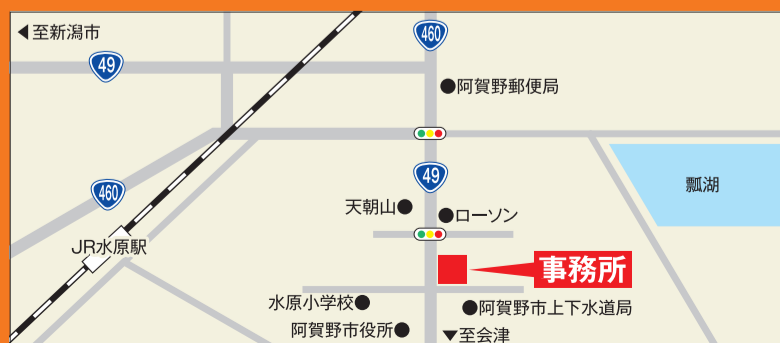 至新潟市
460
49
阿賀野郵便局
49
460
瓢湖
天朝山
ローソン
JR水原駅
事務所
水原小学校
阿賀野市上下水道局
阿賀野市役所
至会津